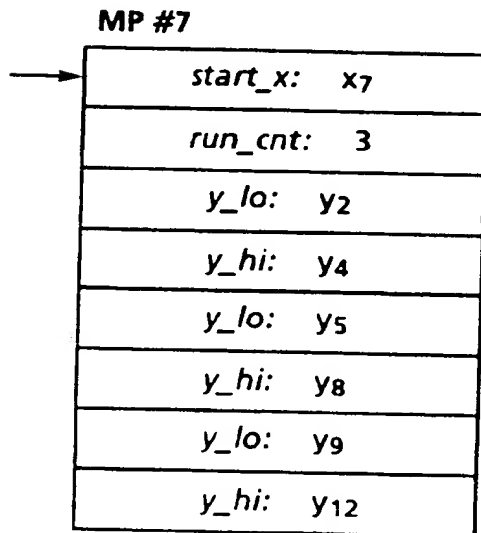 MP #7
start_x: x7
run_cnt: 3
y_lo: y2
y_hi: y4
y_lo: y5
y_hi: y8
y_lo: y9
y_hi: y12